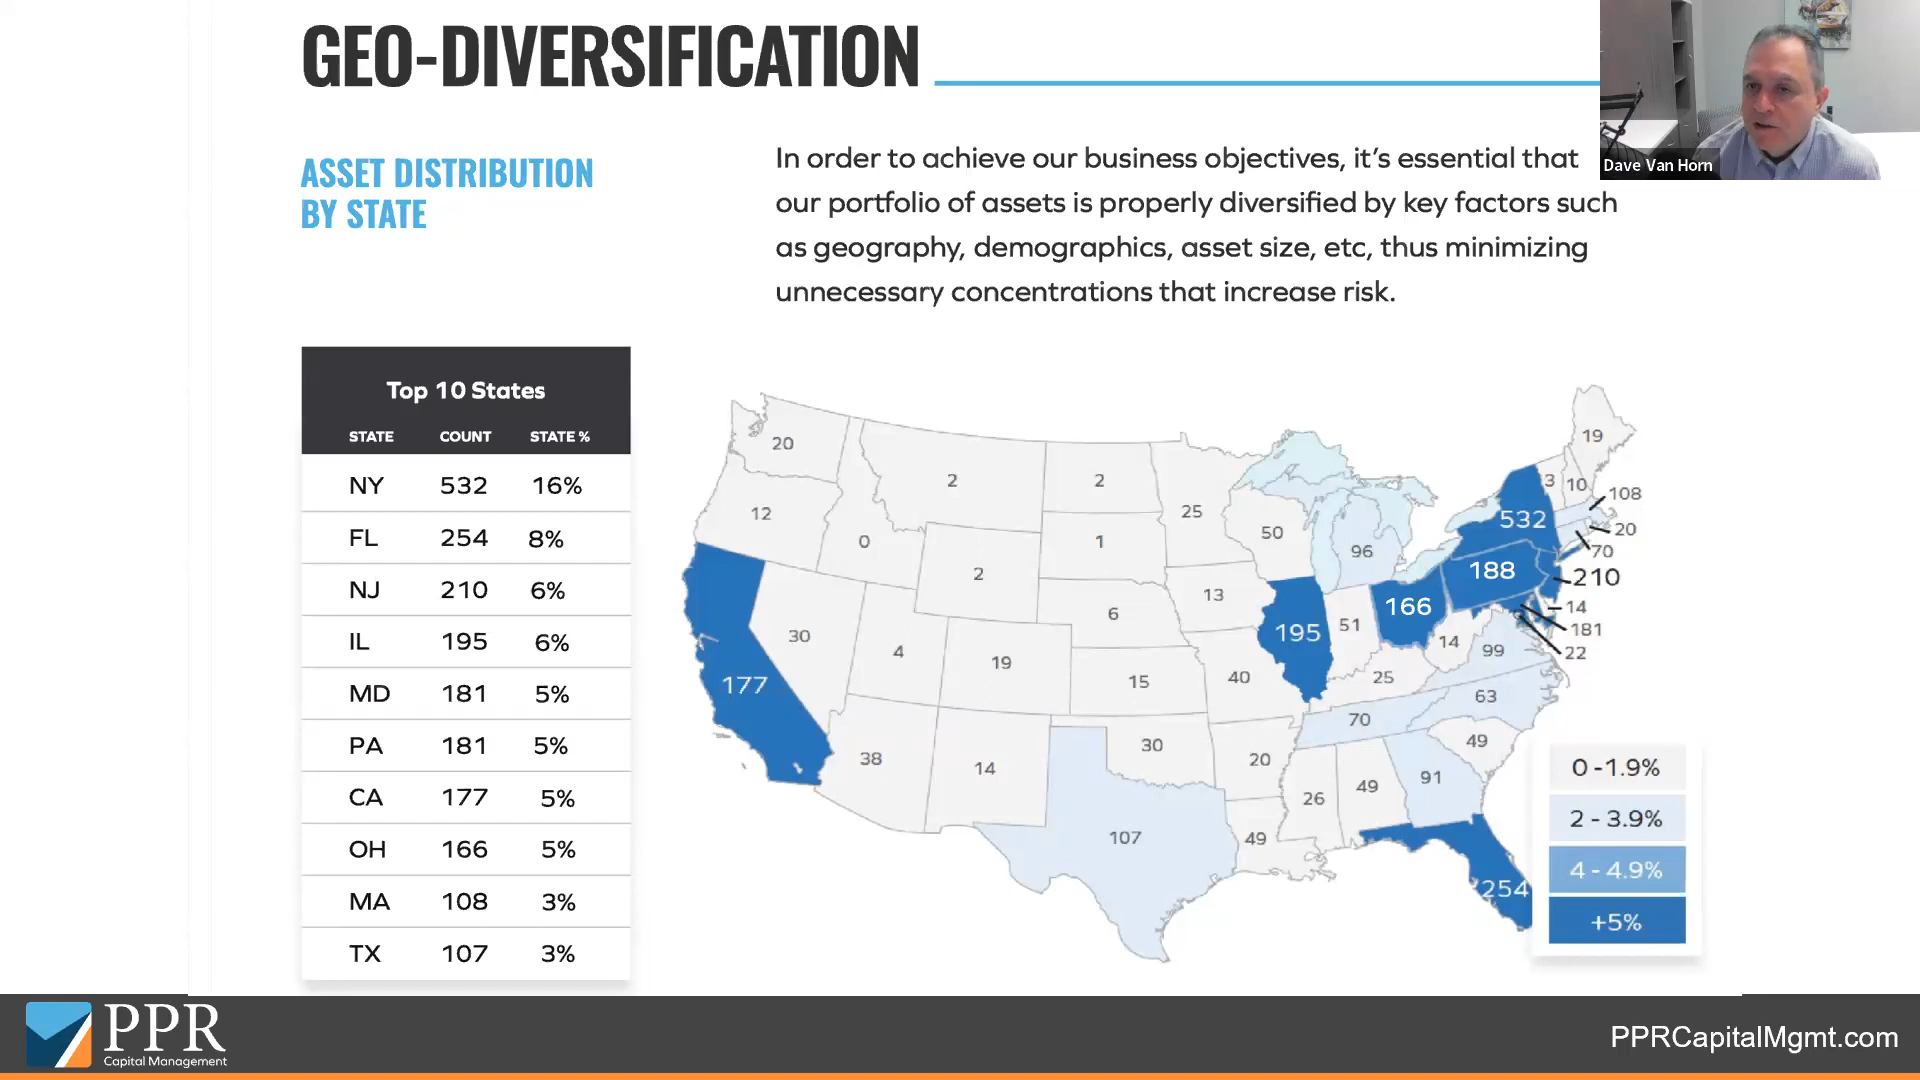 GEO-DIVERSIFICATION
Dave Van Horn
ASSET DISTRIBUTION
BY STATE
In order to achieve our business objectives, it’s essential that
our portfolio of assets is properly diversified by key factors such
as geography, demographics, asset size, etc, thus minimizing
unnecessary concentrations that increase risk.
Top 10 States
STATE COUNT STATE %
NY 532 16%
FL 254 8%
NJ 210 6%
IL 195 6%
MD 181 5%
PA 181 5%
CA 177 5%
OH 166 5%
MA 108 3%
TX 107 3%
19
20
2
2
3
10
108
25
12
532
20
50
0
1
96
70
2
188
210
13
166
14
6
195
51
181
30
14
99
22
4
19
15
40
25
177
63
70
38
14
30
20
49
26
49
91
107
49
254
0 -1.9%
2 - 3.9%
4 - 4.9%
+5%
PPR
Capital Management
PPRCapitalMgmt.com